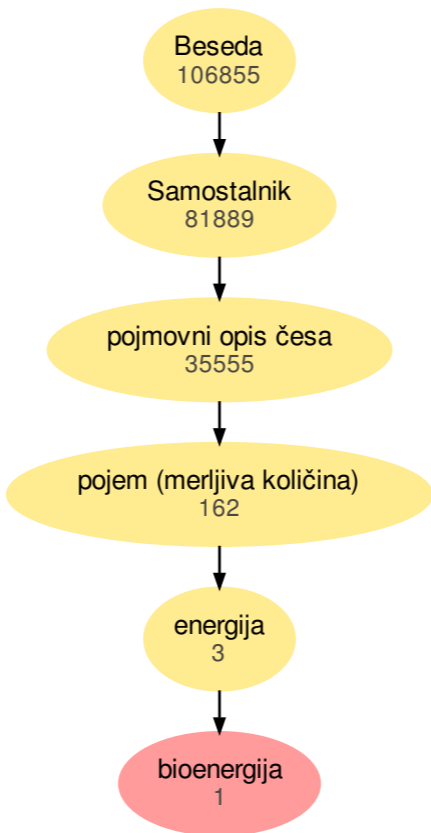 Beseda
106855
Samostalnik
81889
pojmovni opis česa
35555
pojem (merljiva količina)
162
energija
3
bioenergija
1